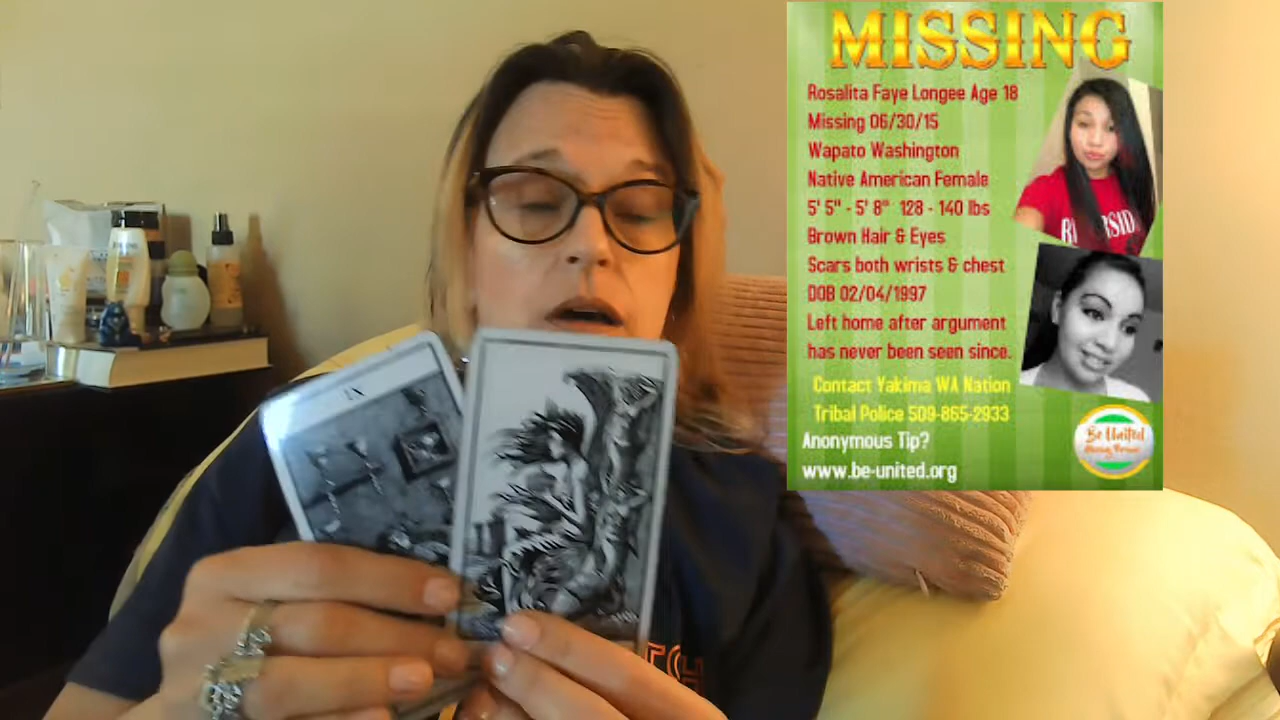 MISSING
Rosalita Faye Longee Age 18
Missing 06/30/15
Wapato Washington
Native American Female
5' 5" - 5' 8" 128 - 140 lbs
Brown Hair & Eyes
Scars both wrists & chest
DOB 02/04/1997
Left home after argument
has never been seen since.
Contact Yakima WA Nation
Tribal Police 509-865-2933
Anonymous Tip?
www.be-united.org
Be United